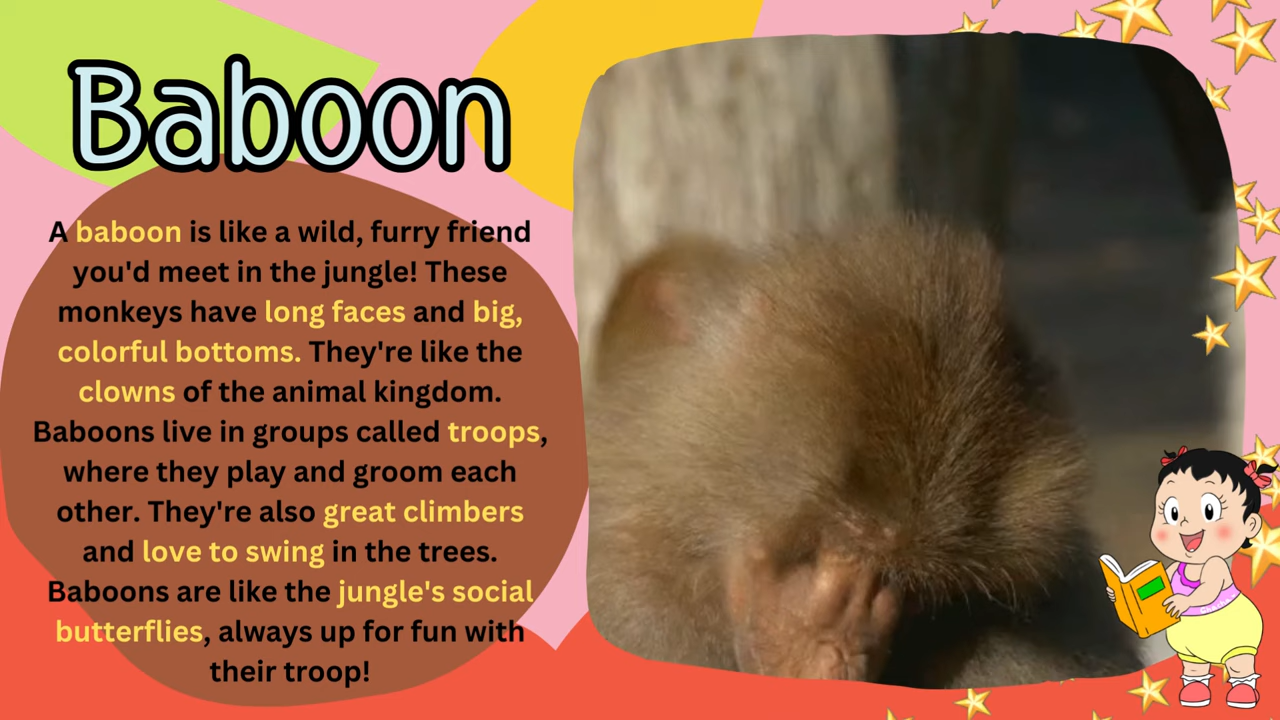 Baboon
A baboon is like a wild, furry friend
you'd meet in the jungle! These
monkeys have long faces and big,
colorful bottoms. They're like the
clowns of the animal kingdom.
Baboons live in groups called troops,
where they play and groom each
other. They're also great climbers
and love to swing in the trees.
Baboons are like the jungle's social
butterflies, always up for fun with
their troop!